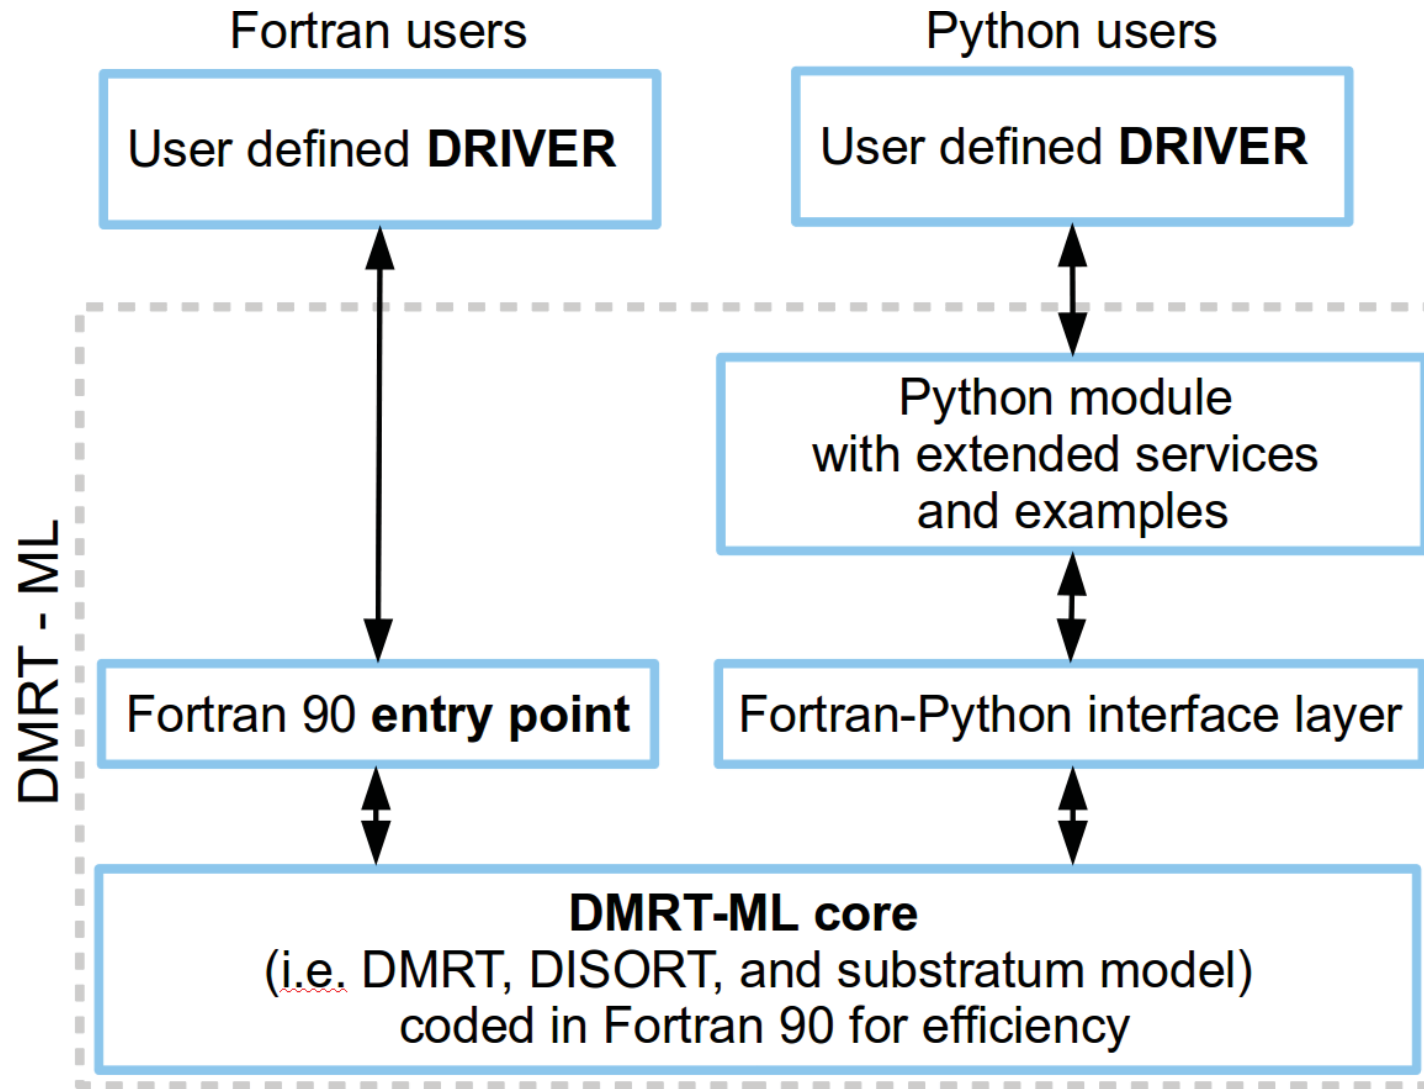 Fortran users
Python users
User defined DRIVER
User defined DRIVER
DMRT - ML
Python module
with extended services
and examples
Fortran 90 entry point
Fortran-Python interface layer
DMRT-ML core
(i.e. DMRT, DISORT, and substratum model)
coded in Fortran 90 for efficiency